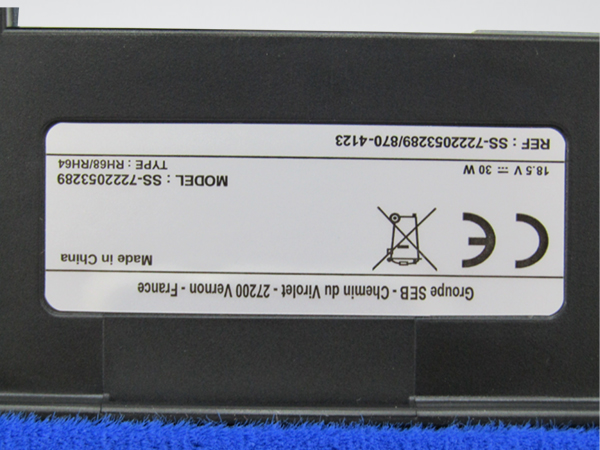 REF : SS-7222053289/870-4123
18.5 V ⎓ 30 W
TYPE : RH68/RH64
MODEL : SS-7222053289
CE
Made in China
Groupe SEB - Chemin du Virolet - 27200 Vernon - France